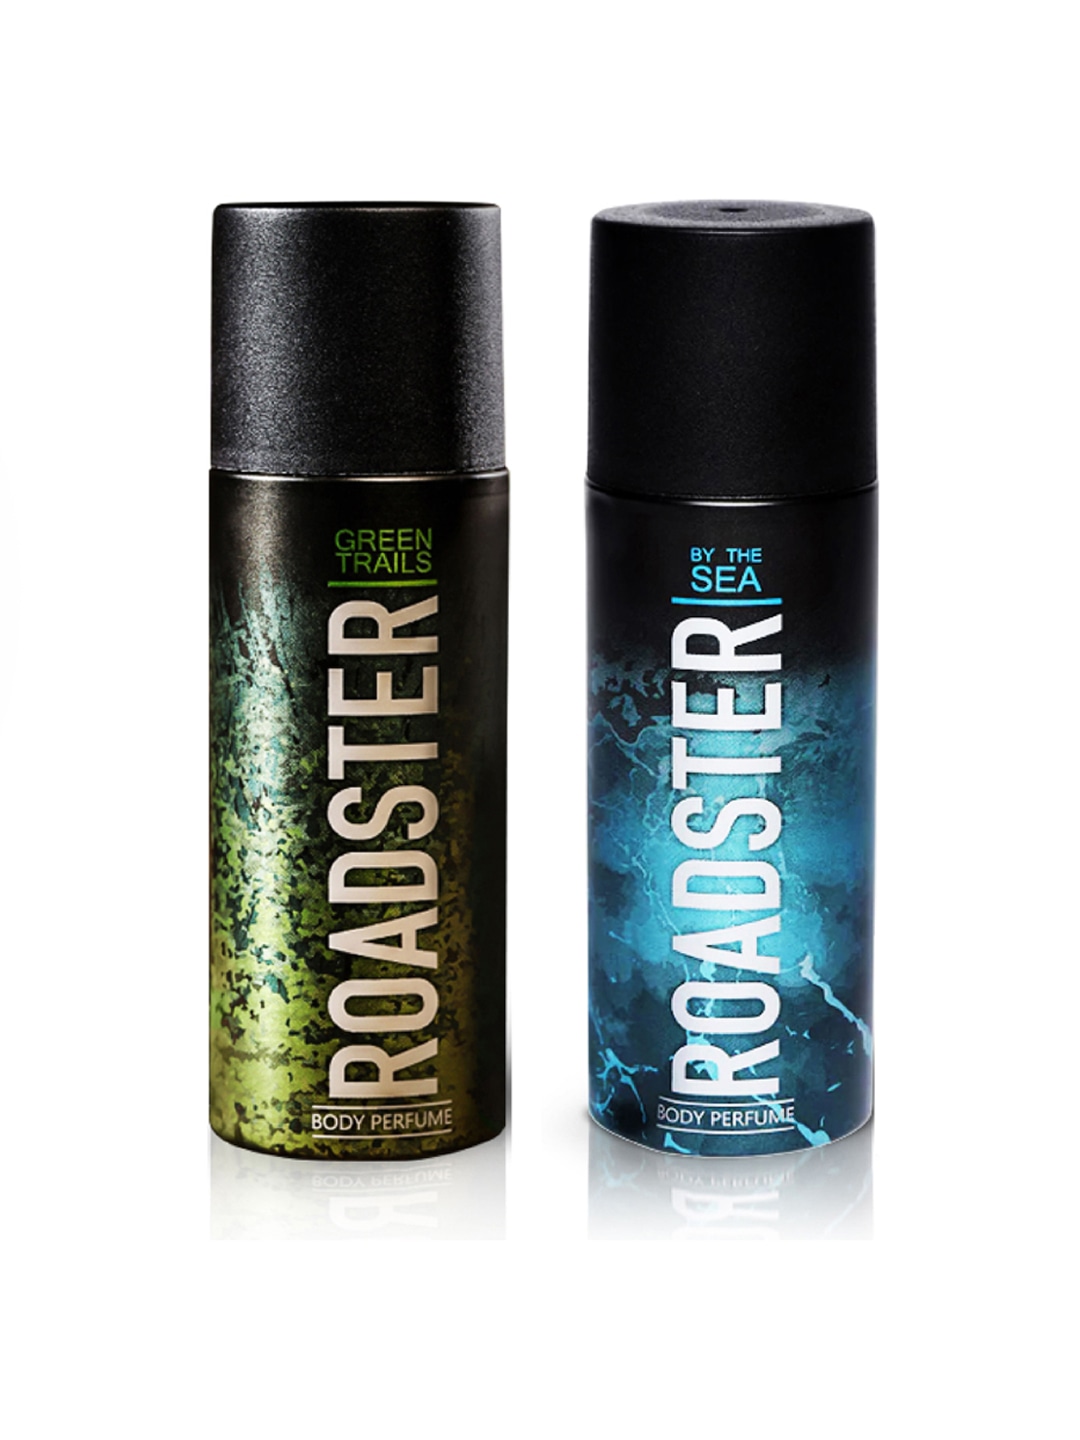 GREEN
TRAILS
ROADSTER
BODY PERFUME
BY THE
SEA
ROADSTER
BODY PERFUME